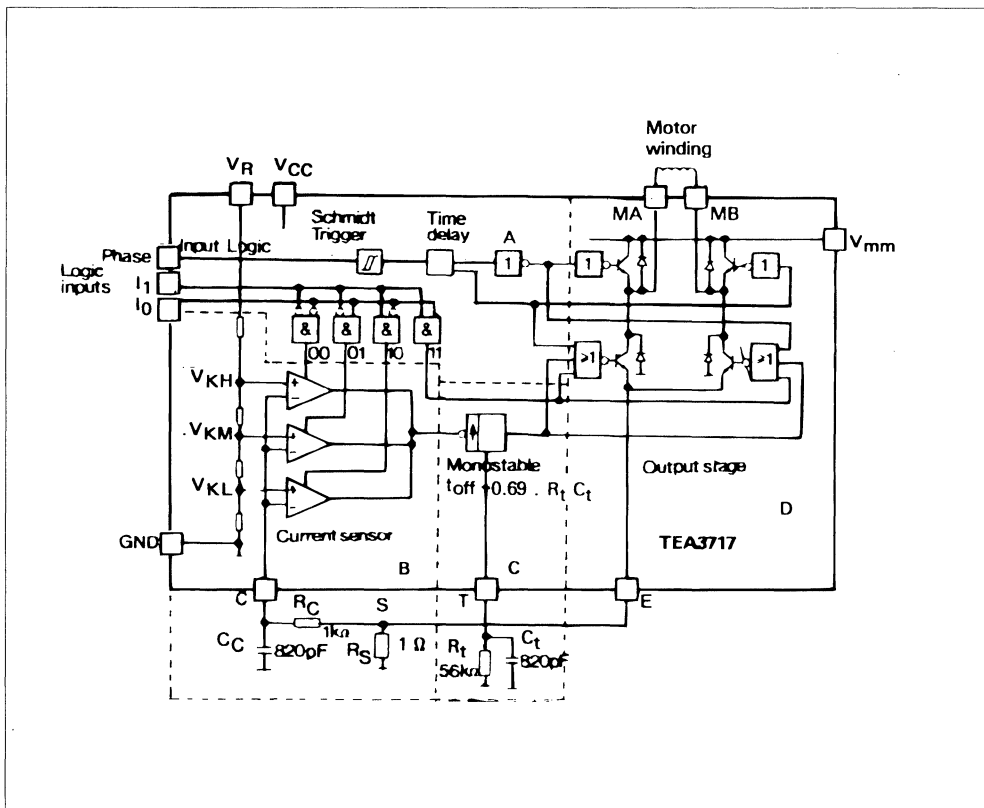 Motor
winding
VR
VCC
MA
MB
Schmidt
Trigger
Time
delay
A
Vmm
Phase
Input Logic
Logic
inputs
I1
I0
1
1
1
&
&
&
&
00
01
10
11
≥1
≥1
VKH
+
−
VKM
+
−
VKL
+
−
Monostable
toff 0.69 . Rt Ct
Output stage
D
GND
Current sensor
TEA3717
B
C
C
T
E
RC
1kΩ
S
CC
820pF
RS
1 Ω
Rt
56kΩ
Ct
820pF